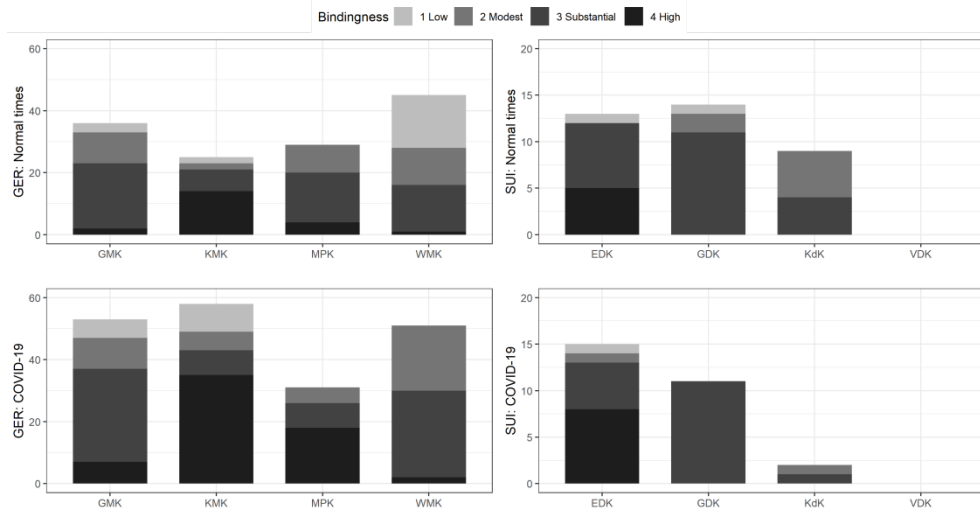 Bindingness 1 Low 2 Modest 3 Substantial 4 High
GER: Normal times
60
40
20
0
GMK KMK MPK WMK
SUI: Normal times
20
15
10
5
0
EDK GDK KdK VDK
GER: COVID-19
60
40
20
0
GMK KMK MPK WMK
SUI: COVID-19
20
15
10
5
0
EDK GDK KdK VDK